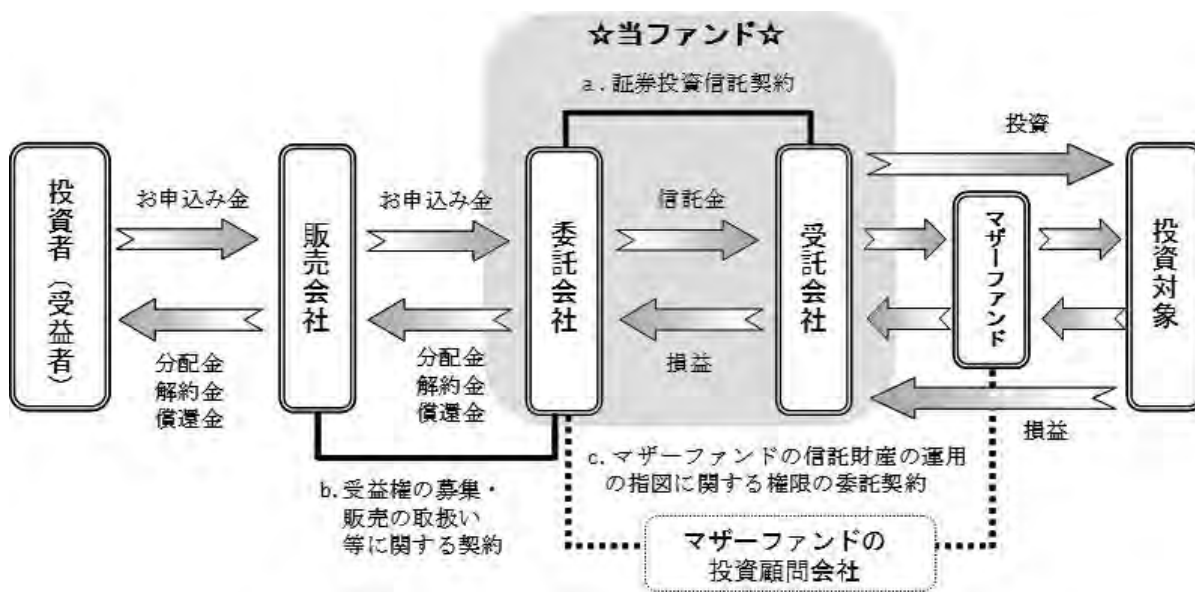 ☆当ファンド☆
a.証券投資信託契約
投資者(受益者)
お申込み金
分配金
解約金
償還金
販売会社
お申込み金
分配金
解約金
償還金
委託会社
信託金
損益
受託会社
投資
マザーファンド
投資対象
損益
b.受益権の募集・
販売の取扱い
等に関する契約
c.マザーファンドの信託財産の運用
の指図に関する権限の委託契約
マザーファンドの
投資顧問会社